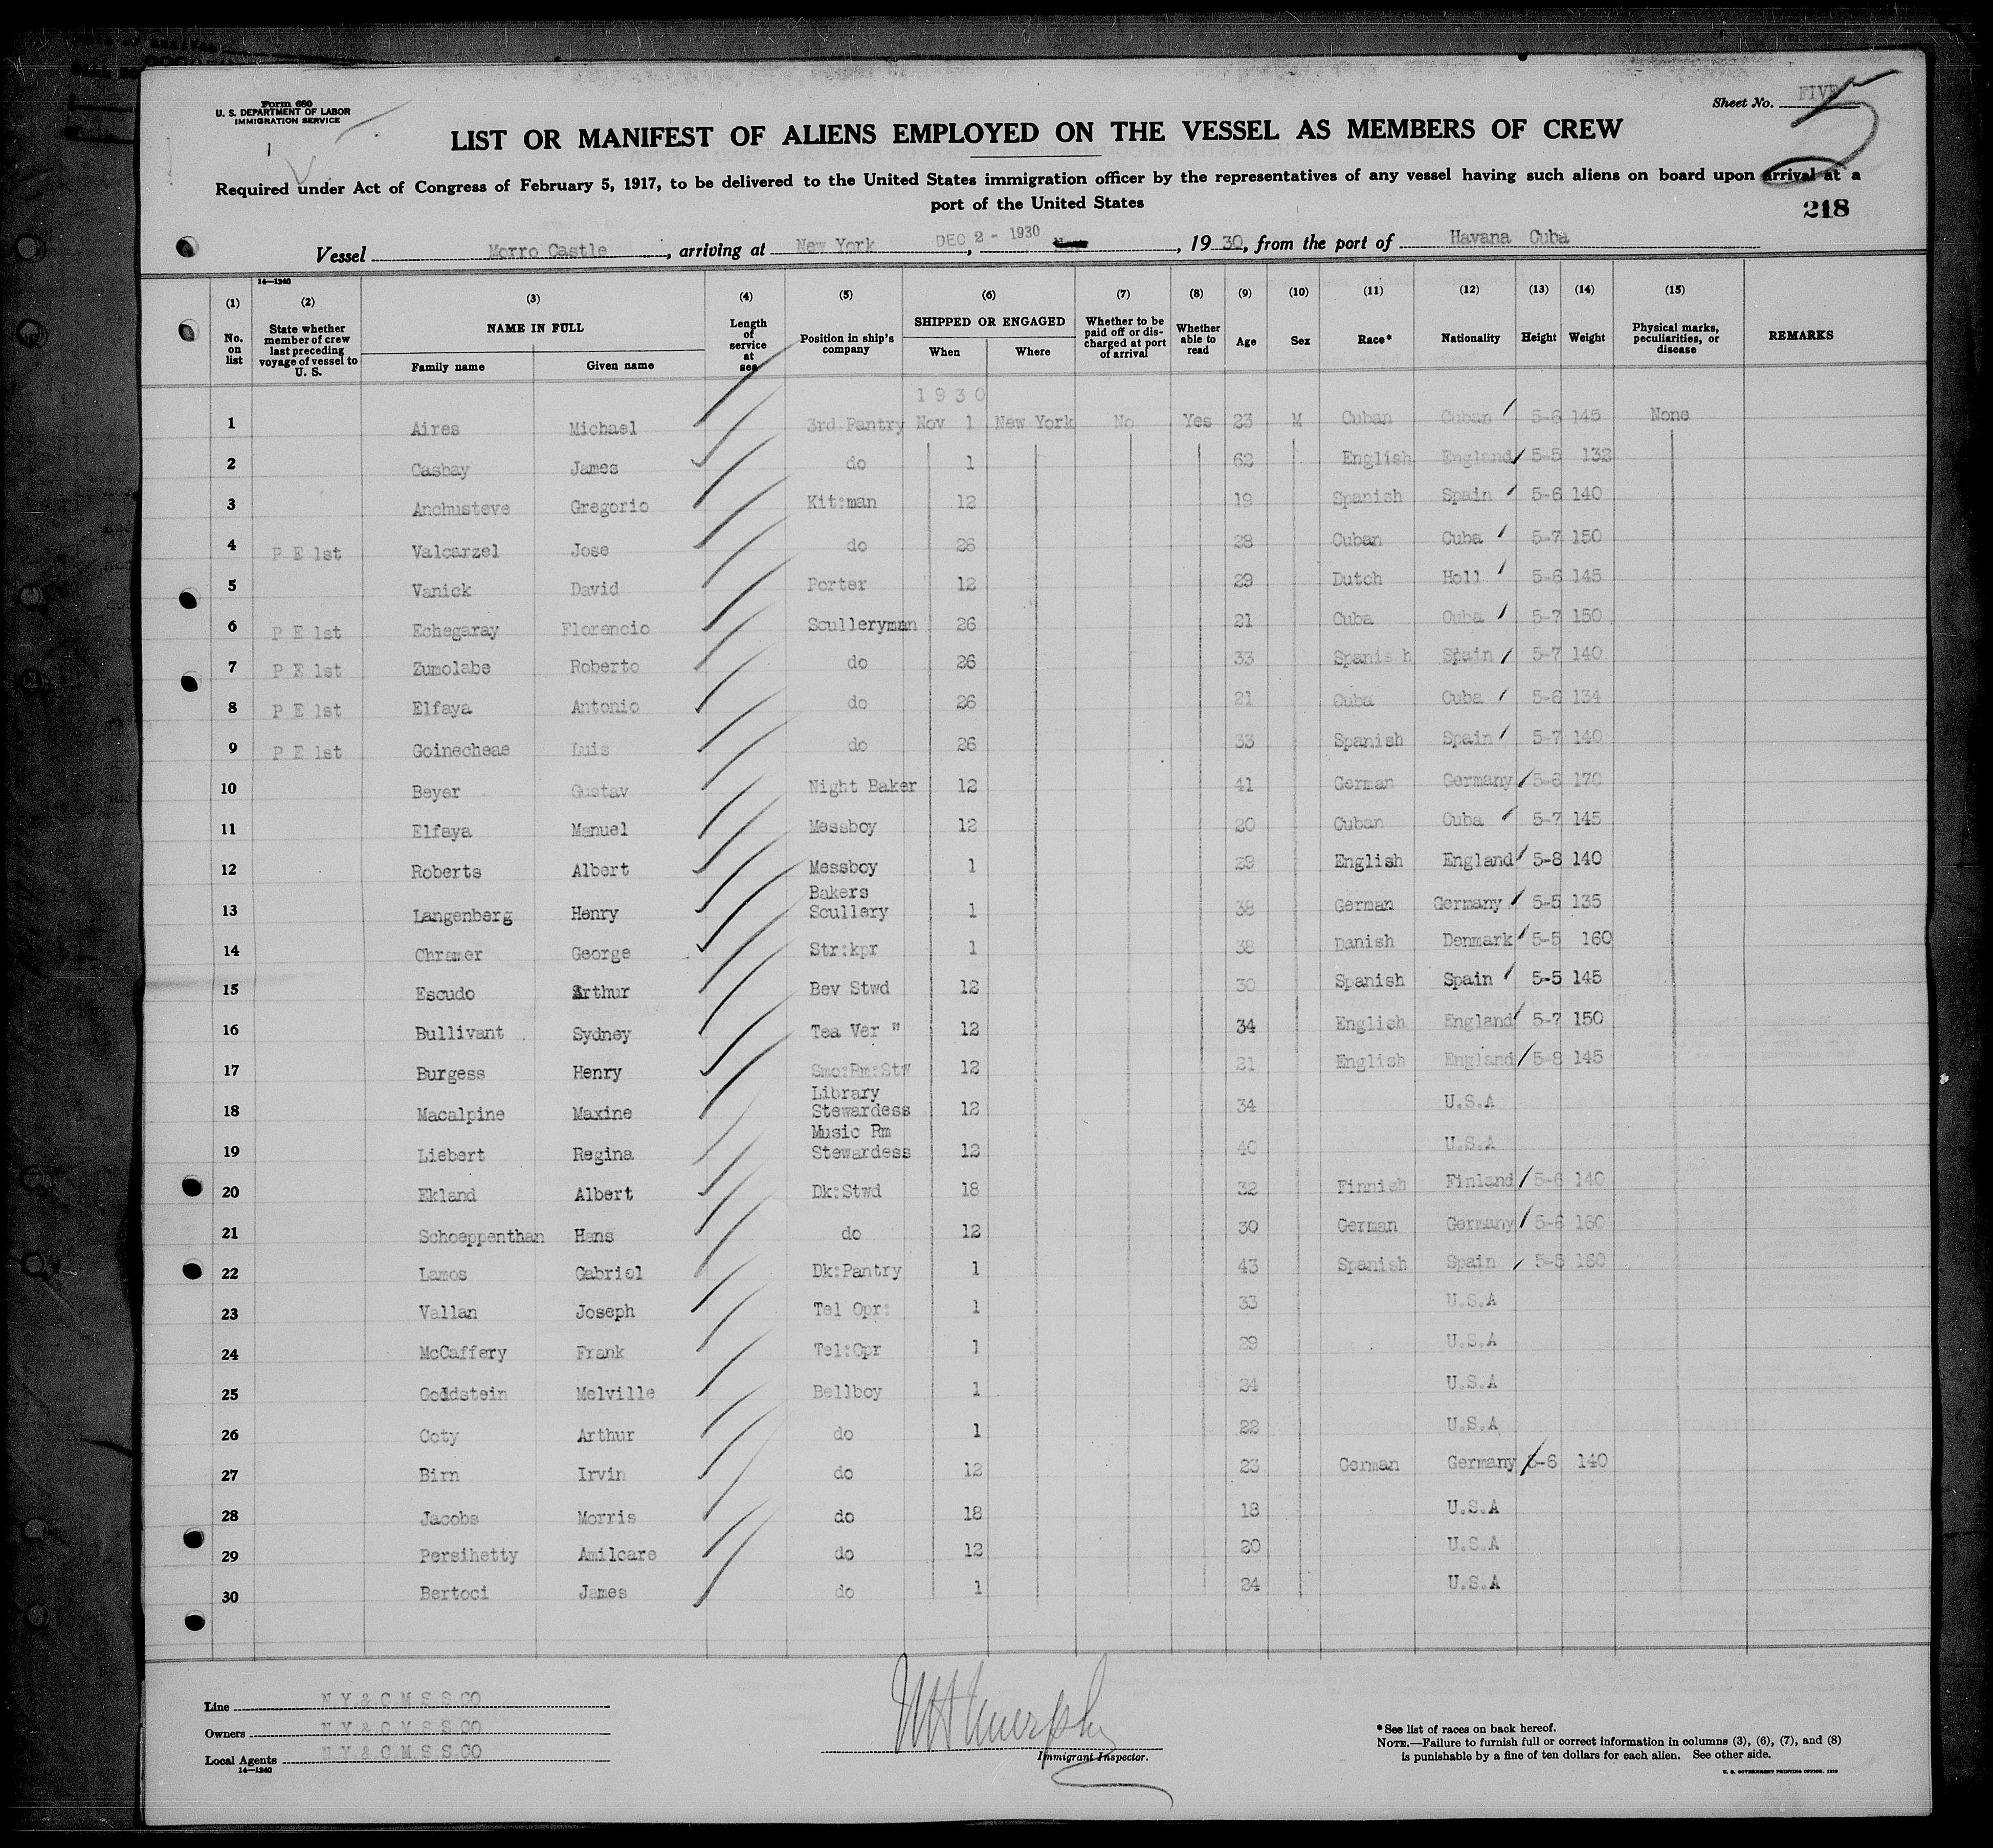 Form 680
U. S. DEPARTMENT OF LABOR
IMMIGRATION SERVICE
Sheet No. FIVE
5
LIST OR MANIFEST OF ALIENS EMPLOYED ON THE VESSEL AS MEMBERS OF CREW
Required under Act of Congress of February 5, 1917, to be delivered to the United States immigration officer by the representatives of any vessel having such aliens on board upon arrival at a
port of the United States
218
Vessel Morro Castle, arriving at New York, DEC 2 - 1930, 1930, from the port of Havana Cuba
14—1240
(1) (2) (3) (4) (5) (6) (7) (8) (9) (10) (11) (12) (13) (14) (15)
No. on list State whether member of crew last preceding voyage of vessel to U. S. NAME IN FULL Family name Given name Length of service at sea Position in ship's company SHIPPED OR ENGAGED When Where Whether to be paid off or discharged at port of arrival Whether able to read Age Sex Race* Nationality Height Weight Physical marks, peculiarities, or disease REMARKS
1930
1 Aires Michael 3rd Pantry Nov 1 New York No Yes 23 M Cuban Cuban 5-6 145 None
2 Casbay James do 1 62 English England 5-5 132
3 Anchusteve Gregorio Kit:man 12 19 Spanish Spain 5-6 140
4 P E 1st Valcarzel Jose do 26 28 Cuban Cuba 5-7 150
5 Vanick David Porter 12 29 Dutch Holl 5-6 145
6 P E 1st Echegaray Florencio Sculleryman 26 21 Cuba Cuba 5-7 150
7 P E 1st Zumolabe Roberto do 26 33 Spanish Spain 5-7 140
8 P E 1st Elfaya Antonio do 26 21 Cuba Cuba 5-6 134
9 P E 1st Goinecheae Luis do 26 33 Spanish Spain 5-7 140
10 Beyer Gustav Night Baker 12 41 German Germany 5-6 170
11 Elfaya Manuel Messboy 12 20 Cuban Cuba 5-7 145
12 Roberts Albert Messboy 1 29 English England 5-8 140
13 Langenberg Henry Bakers Scullery 1 38 German Germany 5-5 135
14 Chramer George Str:kpr 1 38 Danish Denmark 5-5 160
15 Escudo Arthur Bev Stwd 12 30 Spanish Spain 5-5 145
16 Bullivant Sydney Tea Ver " 12 34 English England 5-7 150
17 Burgess Henry Smo:Rm:Stw 12 21 English England 5-8 145
18 Macalpine Maxine Library Stewardess 12 34 U.S.A
19 Liebert Regina Music Rm Stewardess 12 40 U.S.A
20 Ekland Albert Dk:Stwd 18 32 Finnish Finland 5-6 140
21 Schoeppenthan Hans do 12 30 German Germany 5-6 160
22 Lamos Gabriel Dk:Pantry 1 43 Spanish Spain 5-5 160
23 Vallan Joseph Tel Opr: 1 33 U.S.A
24 McCaffery Frank Tel:Opr 1 29 U.S.A
25 Goldstein Melville Bellboy 1 24 U.S.A
26 Coty Arthur do 1 22 U.S.A
27 Birn Irvin do 12 23 German Germany 5-6 140
28 Jacobs Morris do 18 18 U.S.A
29 Persihetty Amilcare do 12 20 U.S.A
30 Bertoci James do 1 24 U.S.A
Line N.Y.& C.M.S.S.CO
Owners N.Y.& C.M.S.S.CO
Local Agents N.Y.& C.M.S.S.CO
14—1240
Immigrant Inspector.
*See list of races on back hereof.
NOTE.—Failure to furnish full or correct information in columns (3), (6), (7), and (8)
is punishable by a fine of ten dollars for each alien. See other side.
U. S. GOVERNMENT PRINTING OFFICE: 1930